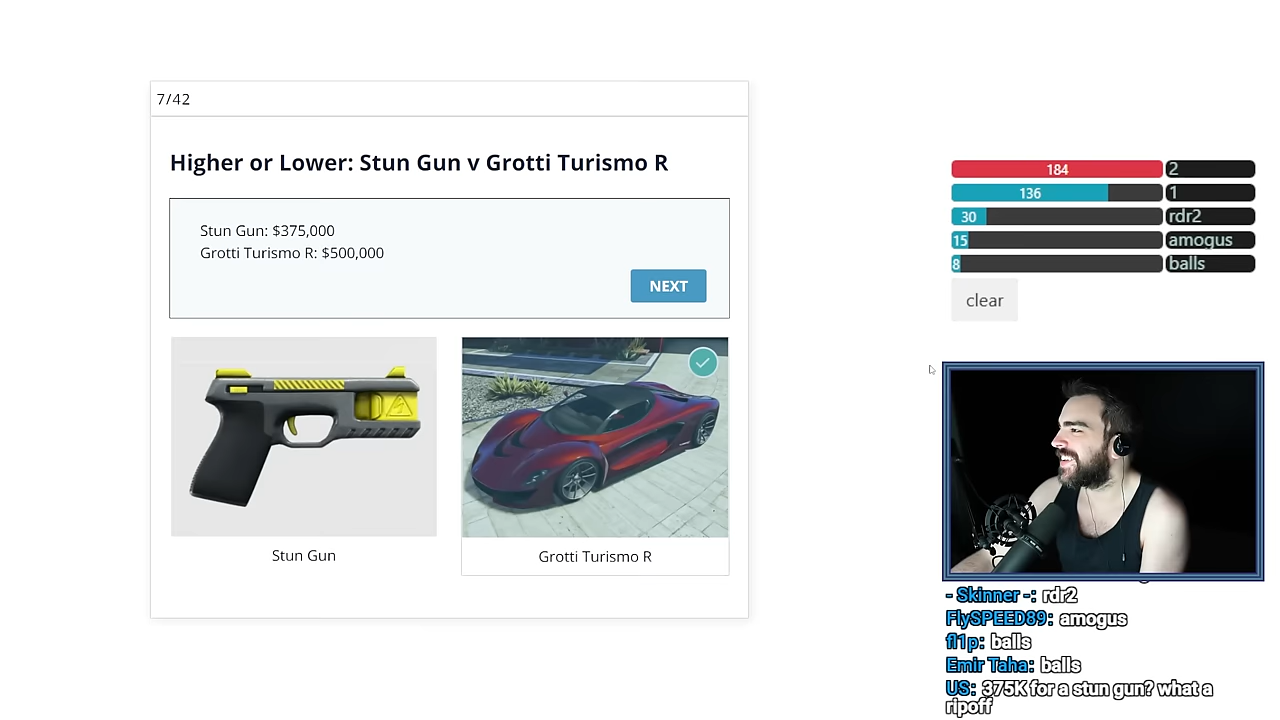 7/42
Higher or Lower: Stun Gun v Grotti Turismo R
Stun Gun: $375,000
Grotti Turismo R: $500,000
NEXT
Stun Gun
Grotti Turismo R
184 2
136 1
30 rdr2
15 amogus
8 balls
clear
- Skinner -: rdr2
FlySPEED89: amogus
fl1p: balls
Emir Taha: balls
US: 375K for a stun gun? what a
ripoff